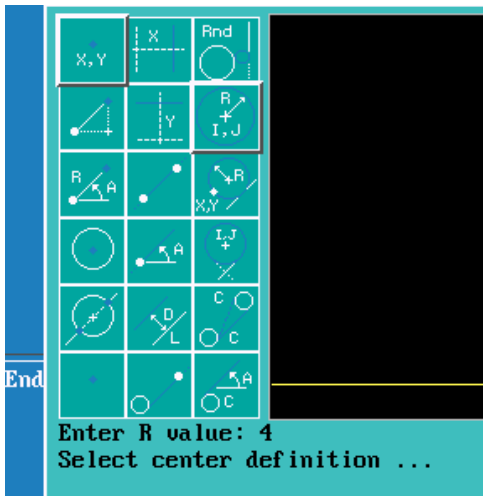 X,Y
X
Rnd
Y
R
I,J
R
A
R
X,Y
A
I,J
D
L
C
C
A
C
End
Enter R value: 4
Select center definition ...